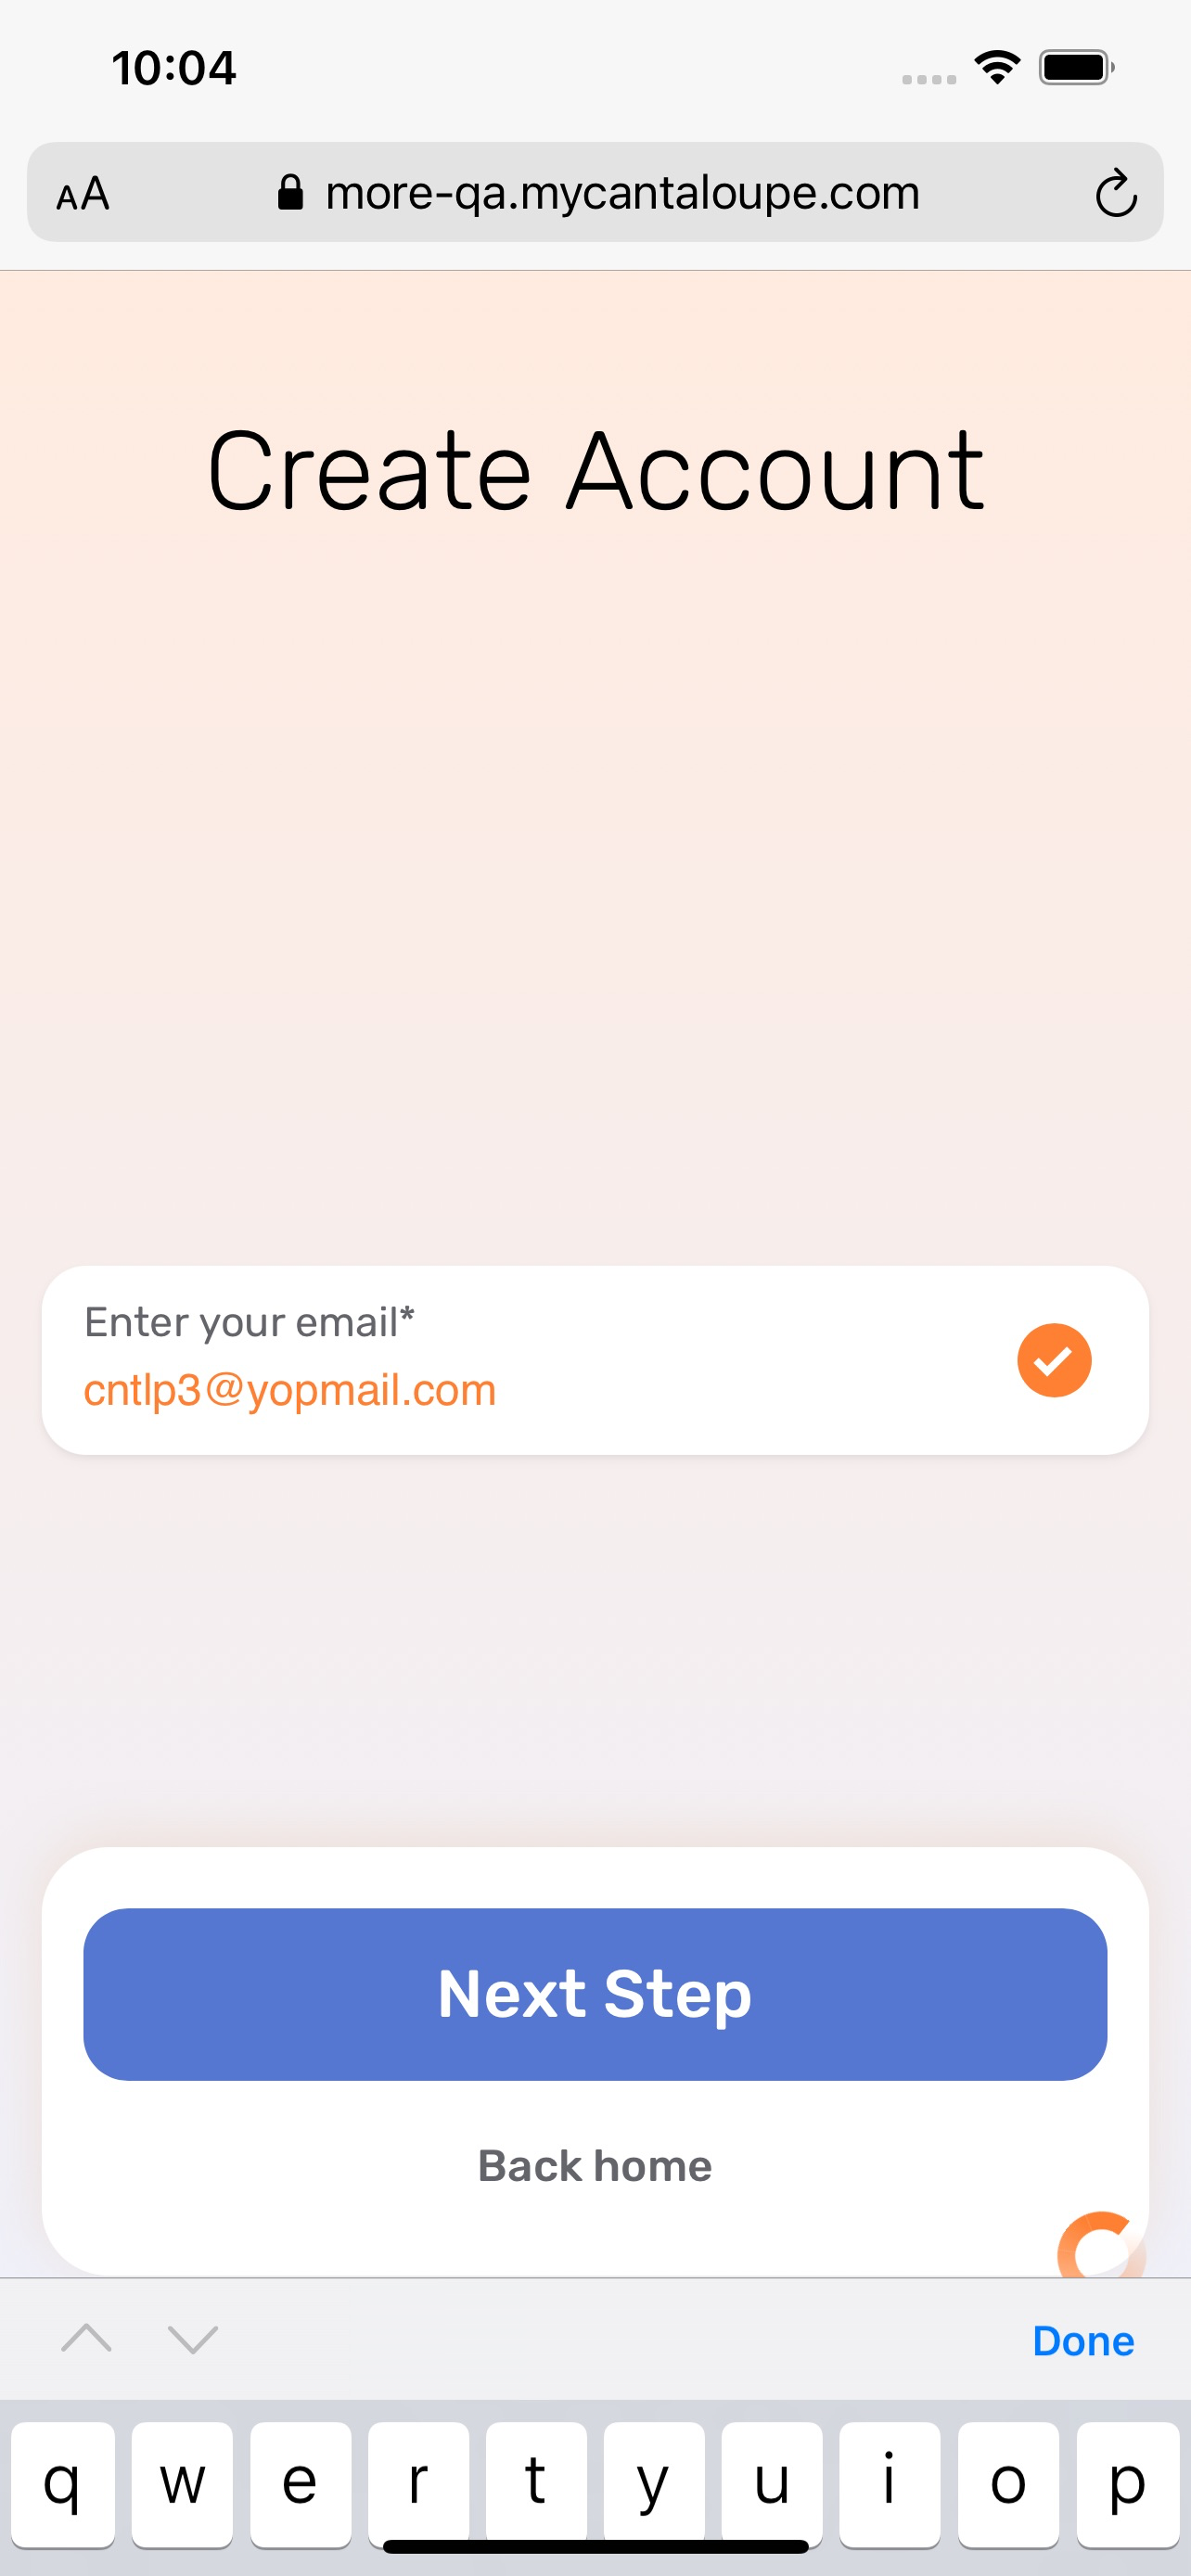 10:04
AA more-qa.mycantaloupe.com
Create Account
Enter your email*
cntlp3@yopmail.com
Next Step
Back home
Done
q w e r t y u i o p